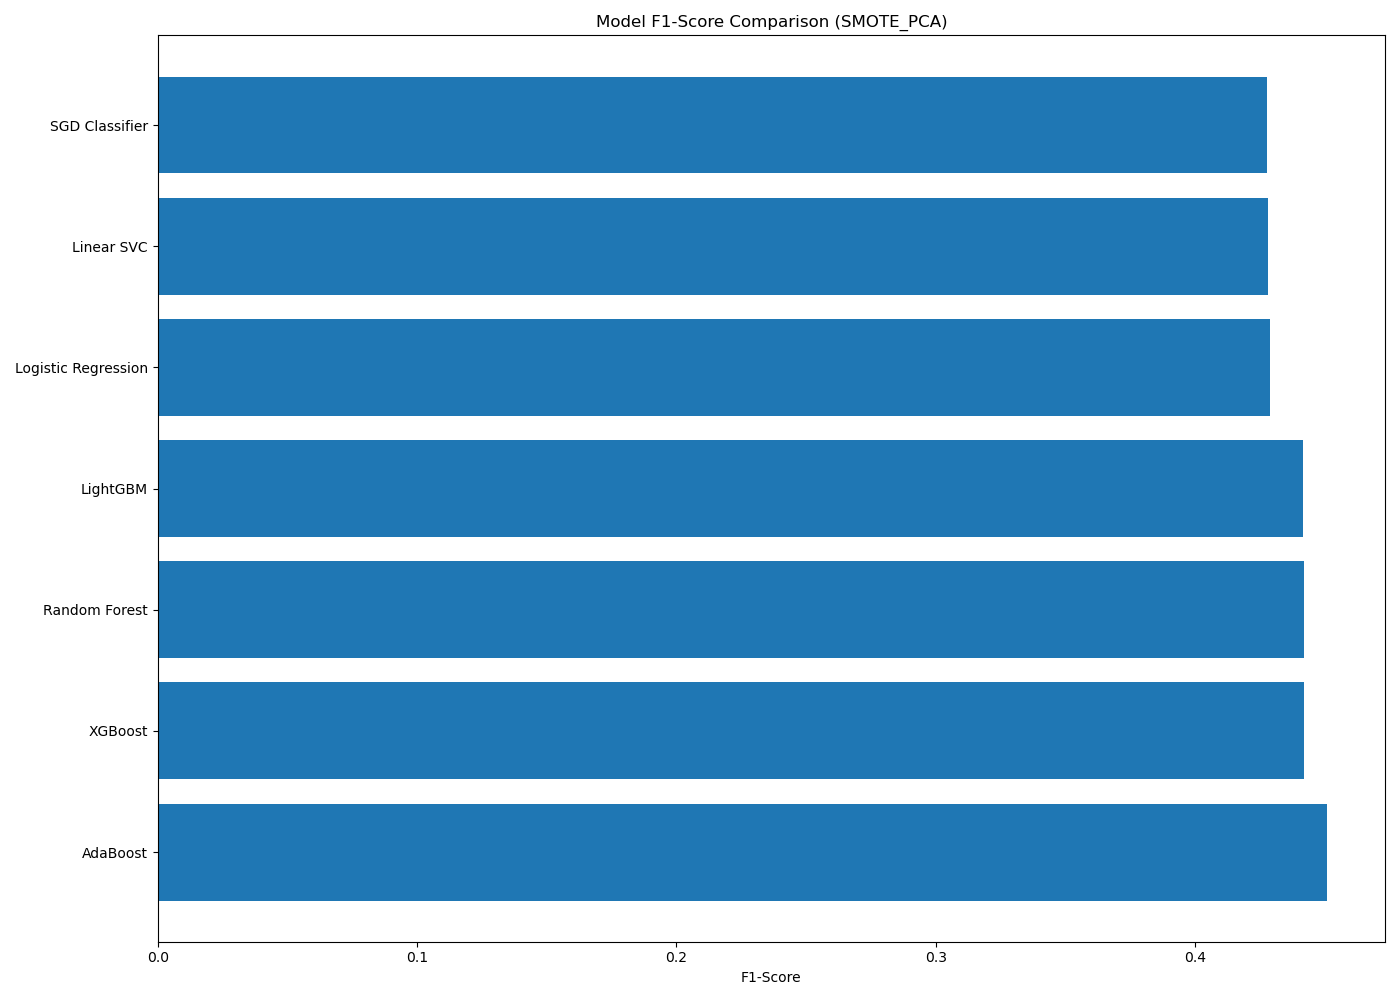 Model F1-Score Comparison (SMOTE_PCA)
SGD Classifier
Linear SVC
Logistic Regression
LightGBM
Random Forest
XGBoost
AdaBoost
0.0 0.1 0.2 0.3 0.4
F1-Score